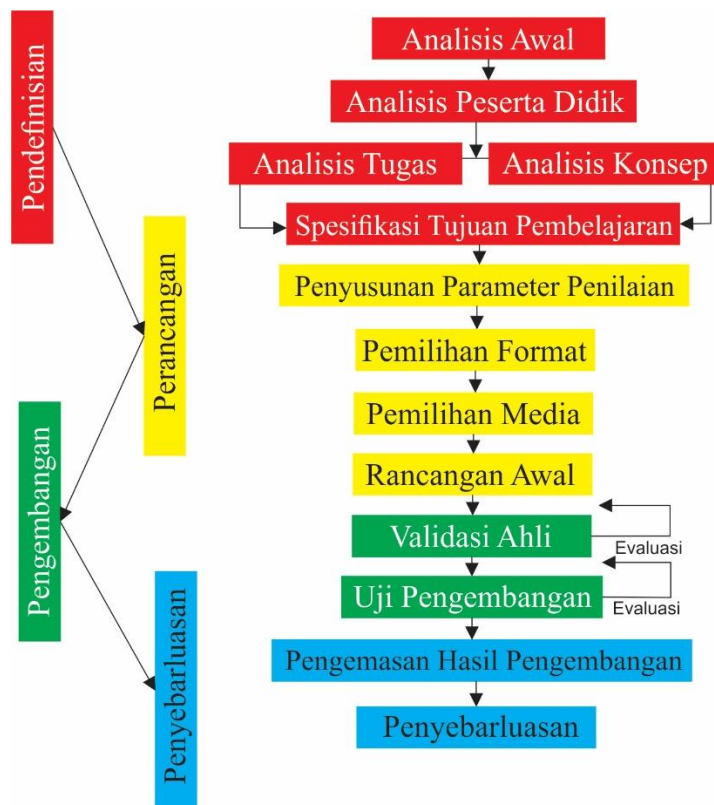 Pendefinisian
Perancangan
Pengembangan
Penyebarluasan
Analisis Awal
Analisis Peserta Didik
Analisis Tugas
Analisis Konsep
Spesifikasi Tujuan Pembelajaran
Penyusunan Parameter Penilaian
Pemilihan Format
Pemilihan Media
Rancangan Awal
Validasi Ahli
Evaluasi
Uji Pengembangan
Evaluasi
Pengemasan Hasil Pengembangan
Penyebarluasan